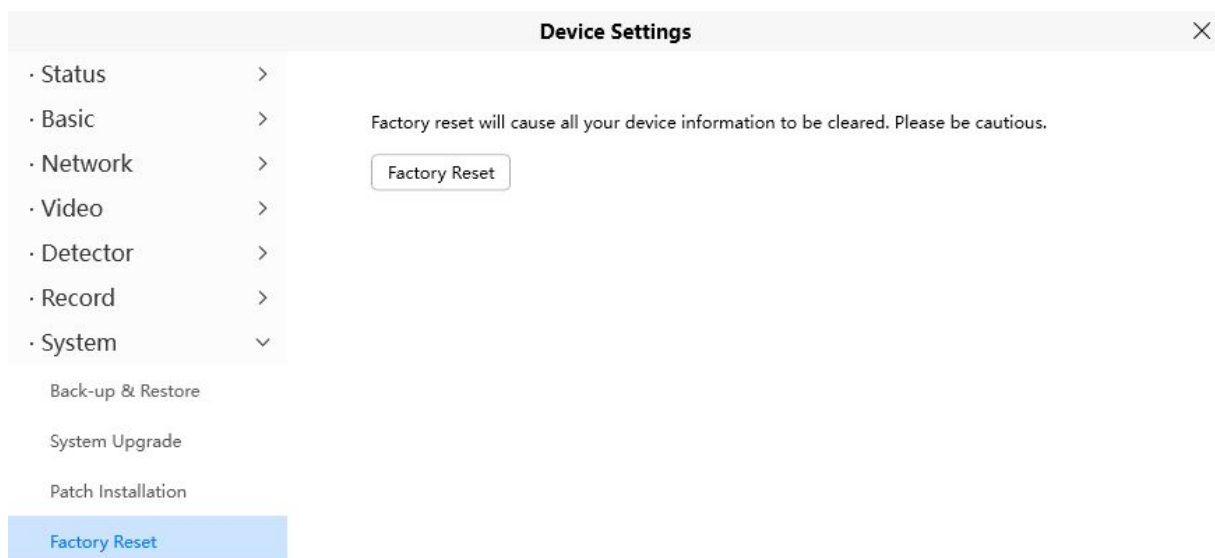 Device Settings
· Status
· Basic
Factory reset will cause all your device information to be cleared. Please be cautious.
· Network
Factory Reset
· Video
· Detector
· Record
· System
Back-up & Restore
System Upgrade
Patch Installation
Factory Reset